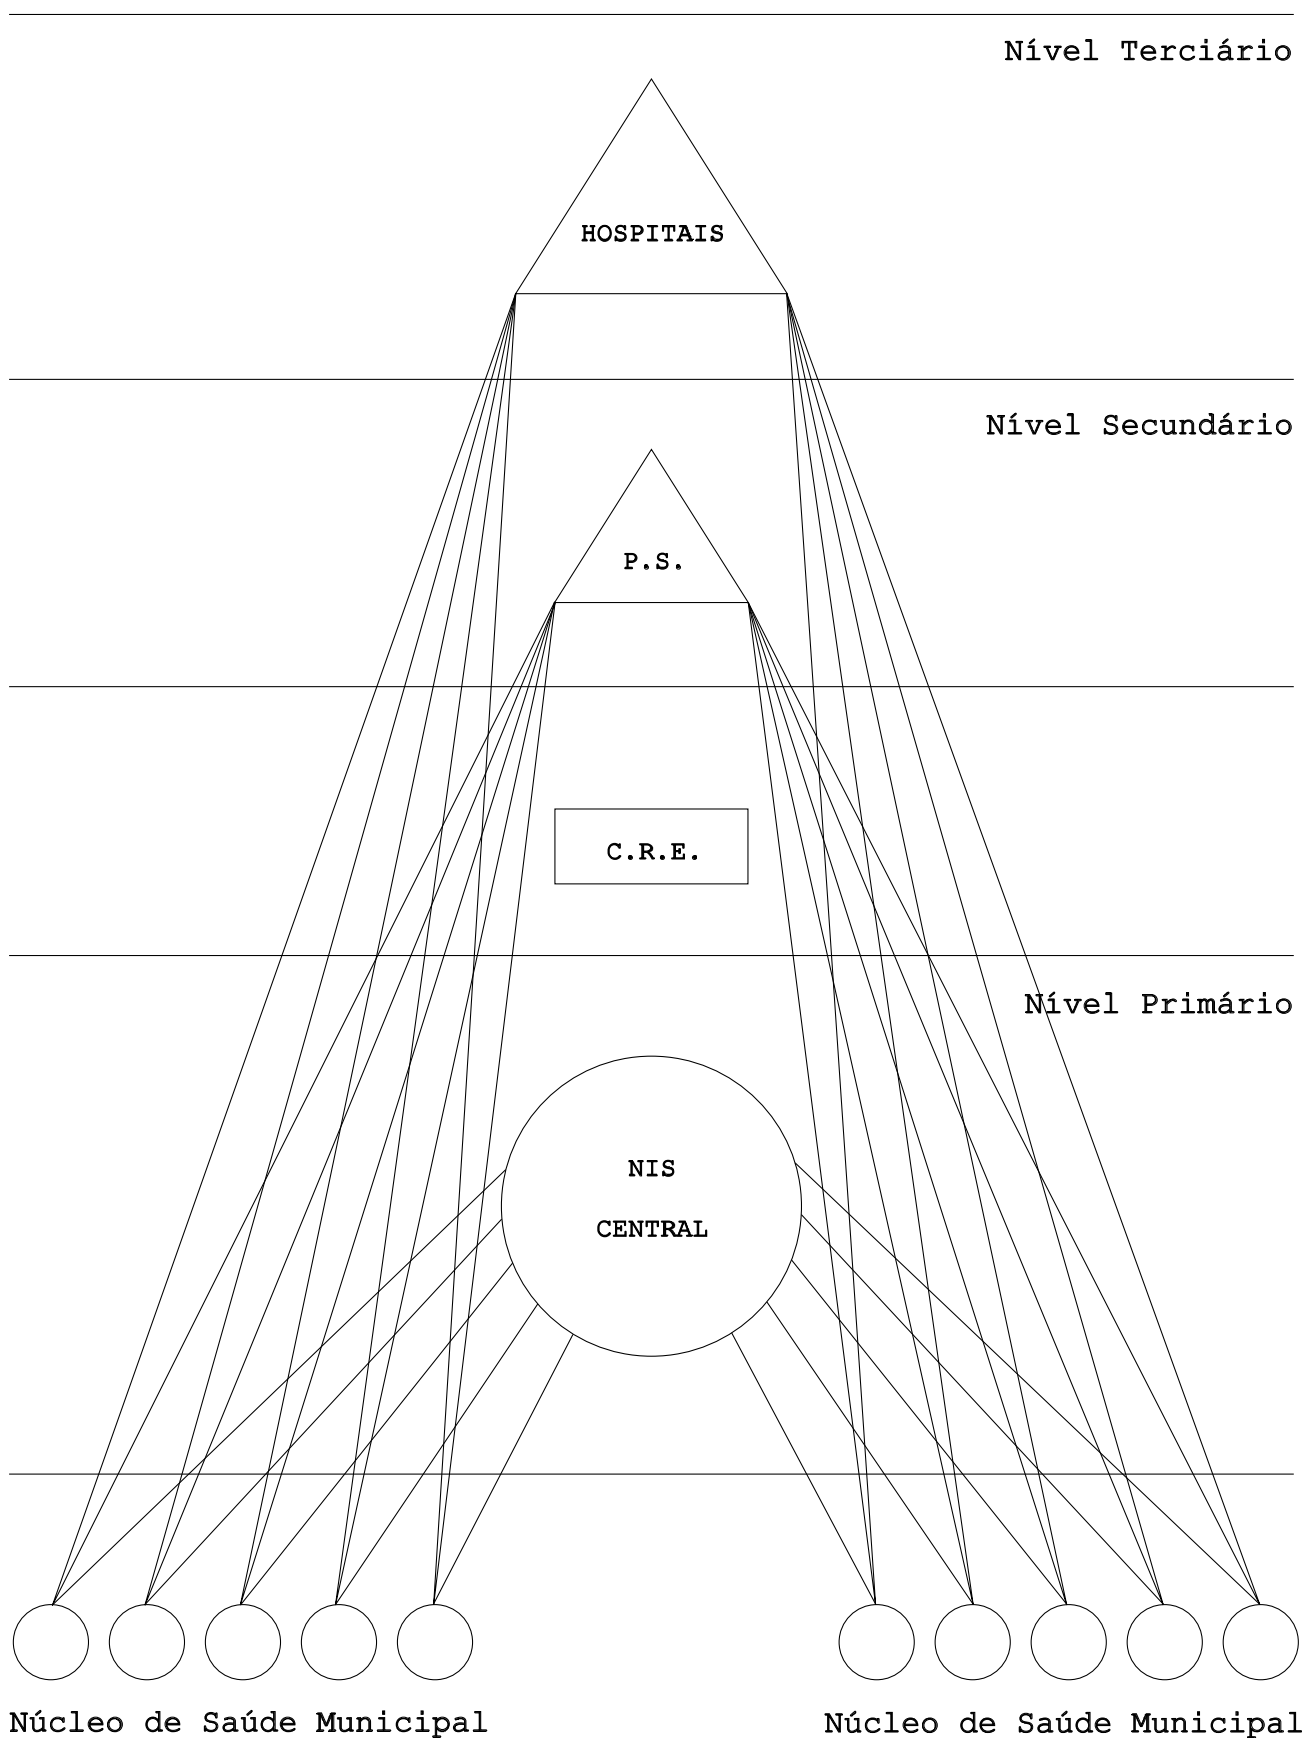 Nível Terciário
HOSPITAIS
Nível Secundário
P.S.
C.R.E.
Nível Primário
NIS
CENTRAL
Núcleo de Saúde Municipal
Núcleo de Saúde Municipal